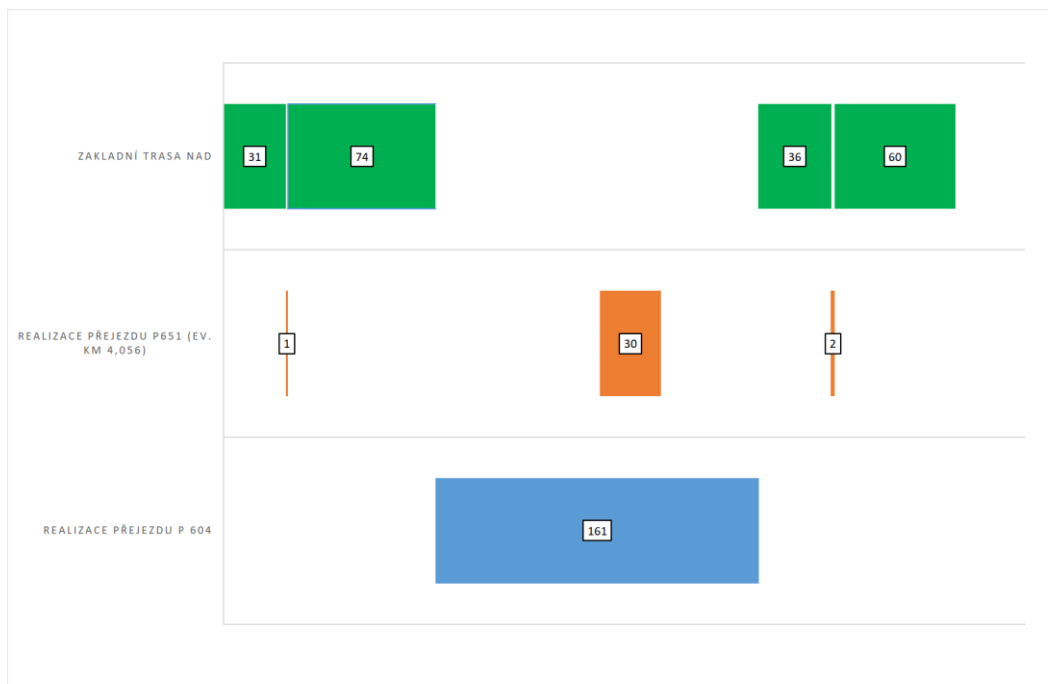 ZAKLADNÍ TRASA NAD
31
74
36
60
REALIZACE PŘEJEZDU P651 (EV.
KM 4,056)
1
30
2
REALIZACE PŘEJEZDU P 604
161